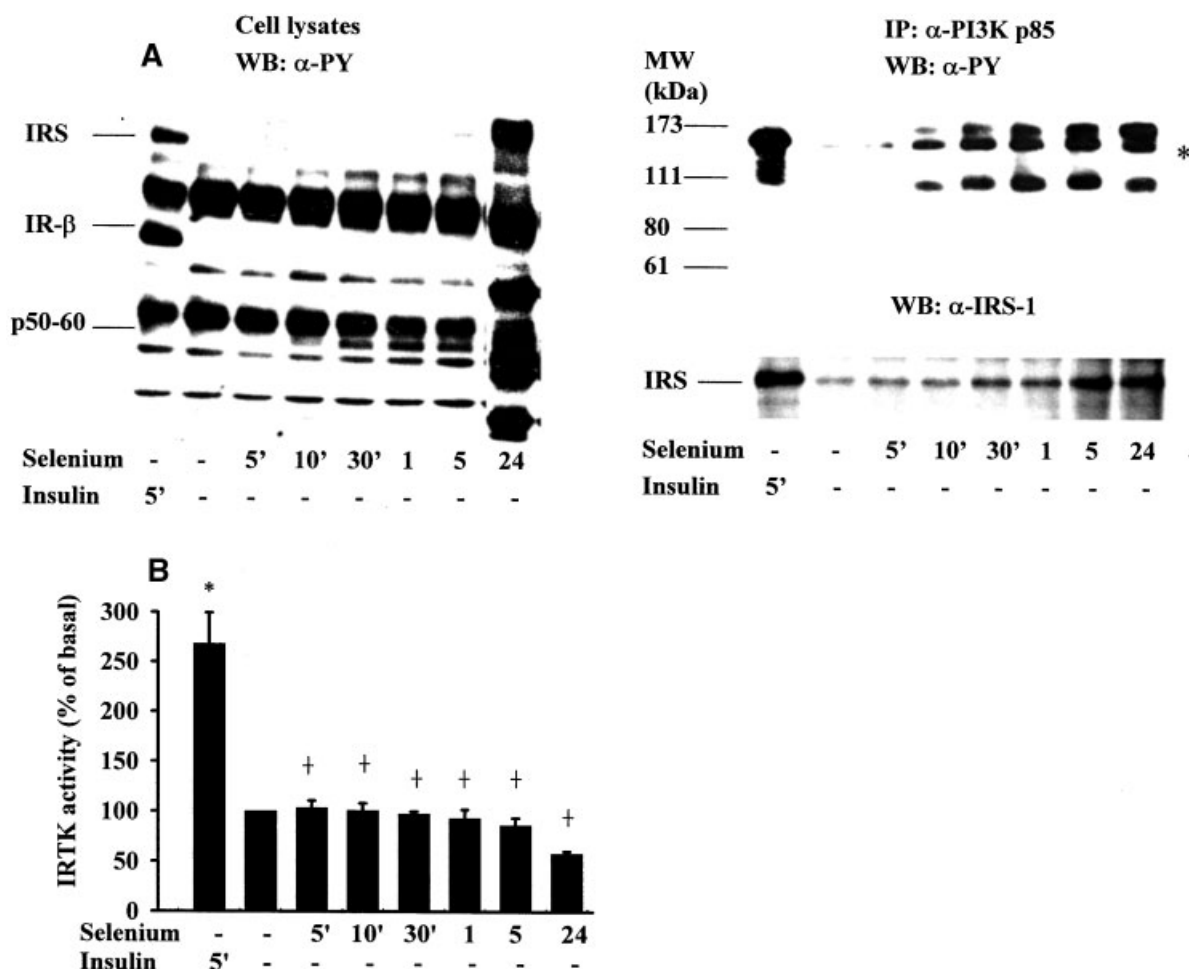 A
Cell lysates
WB: α-PY
IRS
IR-β
p50-60
Selenium - - 5' 10' 30' 1 5 24
Insulin 5' - - - - - - -
IP: α-PI3K p85
WB: α-PY
MW
(kDa)
173
111
80
61
*
WB: α-IRS-1
IRS
Selenium - - 5' 10' 30' 1 5 24
Insulin 5' - - - - - - -
B
IRTK activity (% of basal)
300
250
200
150
100
50
0
* † † † † † †
Selenium - - 5' 10' 30' 1 5 24
Insulin 5' - - - - - - -